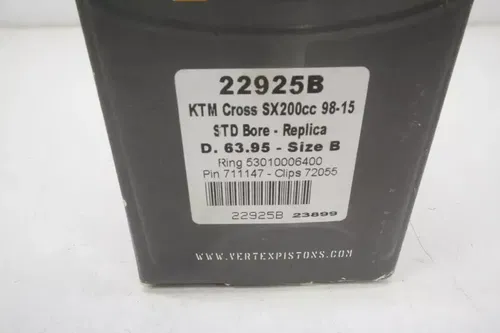 22925B
KTM Cross SX200cc 98-15
STD Bore - Replica
D. 63.95 - Size B
Ring 53010006400
Pin 711147 - Clips 72055
22925B 23899
WWW.VERTEXPISTONS.COM